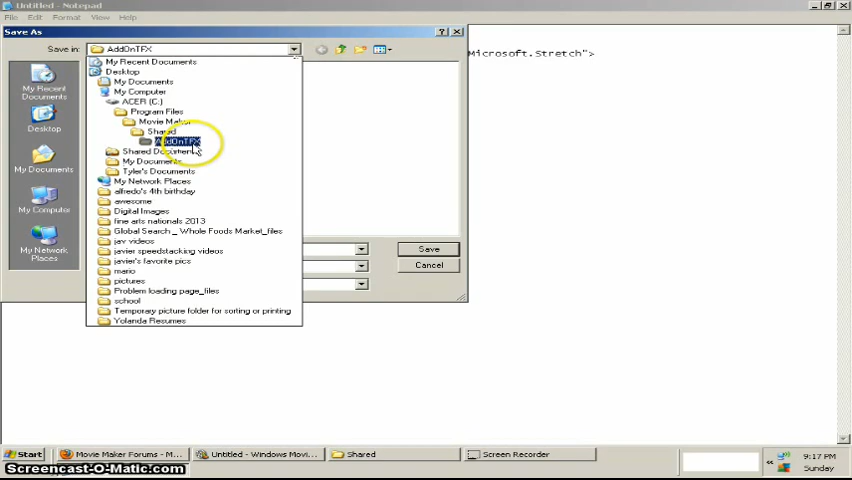 Untitled - Notepad
File Edit Format View Help
Save As
Microsoft.Stretch">
Save in: AddOnTFX
My Recent Documents
Desktop
My Documents
My Computer
ACER (C:)
Program Files
Movie Maker
Shared
AddOnTFX
Shared Documents
My Documents
Tyler's Documents
My Network Places
alfredo's 4th birthday
awesome
Digital Images
fine arts nationals 2013
Global Search _ Whole Foods Market_files
jav videos
javier speedstacking videos
javier's favorite pics
mario
pictures
Problem loading page_files
school
Temporary picture folder for sorting or printing
Yolanda Resumes
My Recent
Documents
Desktop
My Documents
My Computer
My Network
Places
Save
Cancel
Start
Movie Maker Forums - M...
Untitled - Windows Movi...
Shared
Screen Recorder
9:17 PM
Sunday
Screencast-O-Matic.com